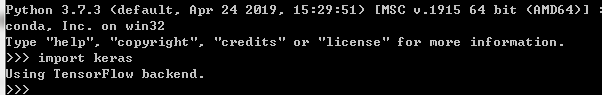 Python 3.7.3 (default, Apr 24 2019, 15:29:51) [MSC v.1915 64 bit (AMD64)] :
conda, Inc. on win32
Type "help", "copyright", "credits" or "license" for more information.
>>> import keras
Using TensorFlow backend.
>>>